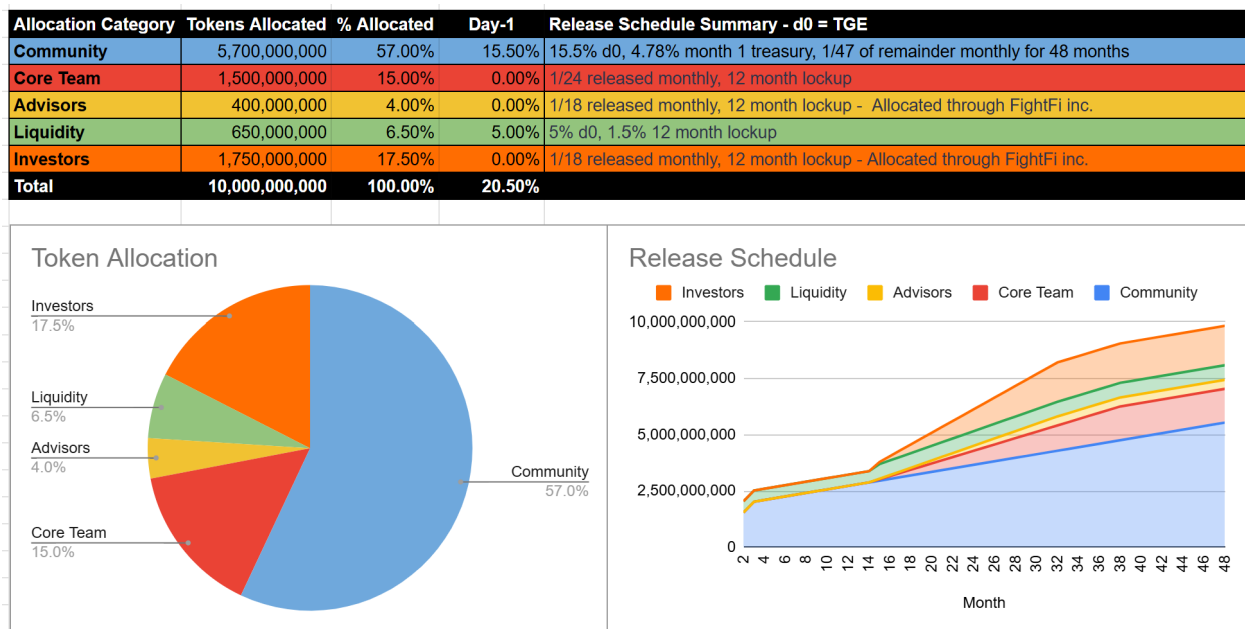 Allocation Category Tokens Allocated % Allocated Day-1 Release Schedule Summary - d0 = TGE
Community 5,700,000,000 57.00% 15.50% 15.5% d0, 4.78% month 1 treasury, 1/47 of remainder monthly for 48 months
Core Team 1,500,000,000 15.00% 0.00% 1/24 released monthly, 12 month lockup
Advisors 400,000,000 4.00% 0.00% 1/18 released monthly, 12 month lockup - Allocated through FightFi inc.
Liquidity 650,000,000 6.50% 5.00% 5% d0, 1.5% 12 month lockup
Investors 1,750,000,000 17.50% 0.00% 1/18 released monthly, 12 month lockup - Allocated through FightFi inc.
Total 10,000,000,000 100.00% 20.50%
Token Allocation
Investors
17.5%
Liquidity
6.5%
Advisors
4.0%
Core Team
15.0%
Community
57.0%
Release Schedule
Investors Liquidity Advisors Core Team Community
10,000,000,000
7,500,000,000
5,000,000,000
2,500,000,000
0
2 4 6 8 10 12 14 16 18 20 22 24 26 28 30 32 34 36 38 40 42 44 46 48
Month